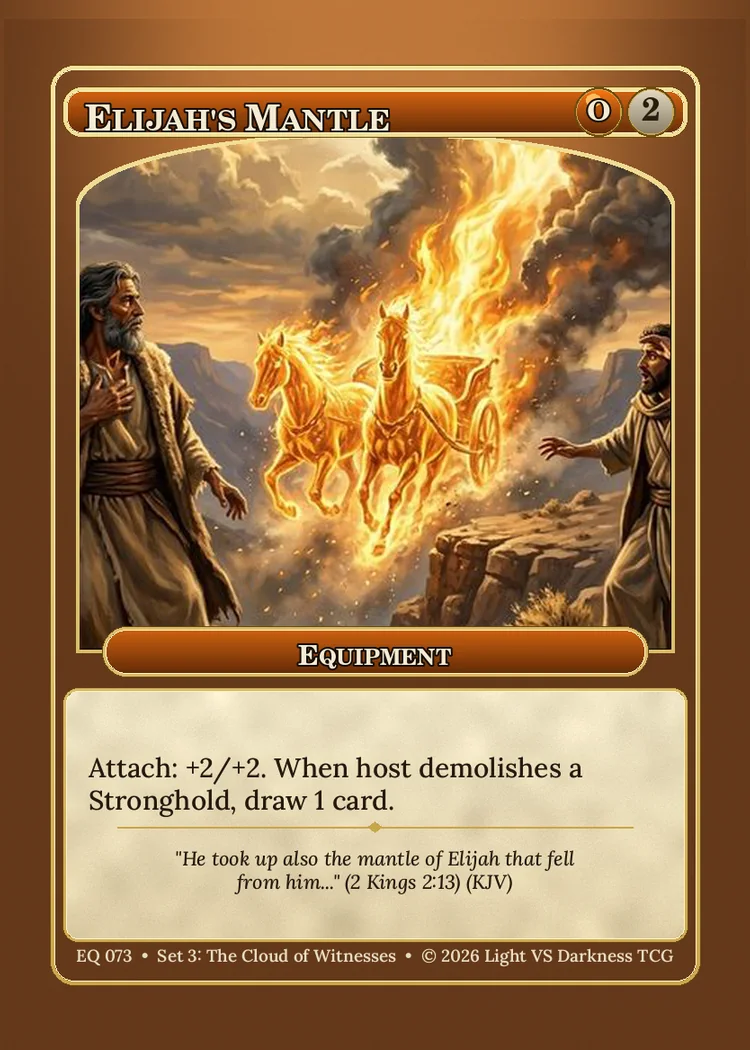 Elijah's Mantle O 2
Equipment
Attach: +2/+2. When host demolishes a
Stronghold, draw 1 card.
"He took up also the mantle of Elijah that fell
from him..." (2 Kings 2:13) (KJV)
EQ 073 • Set 3: The Cloud of Witnesses • © 2026 Light VS Darkness TCG